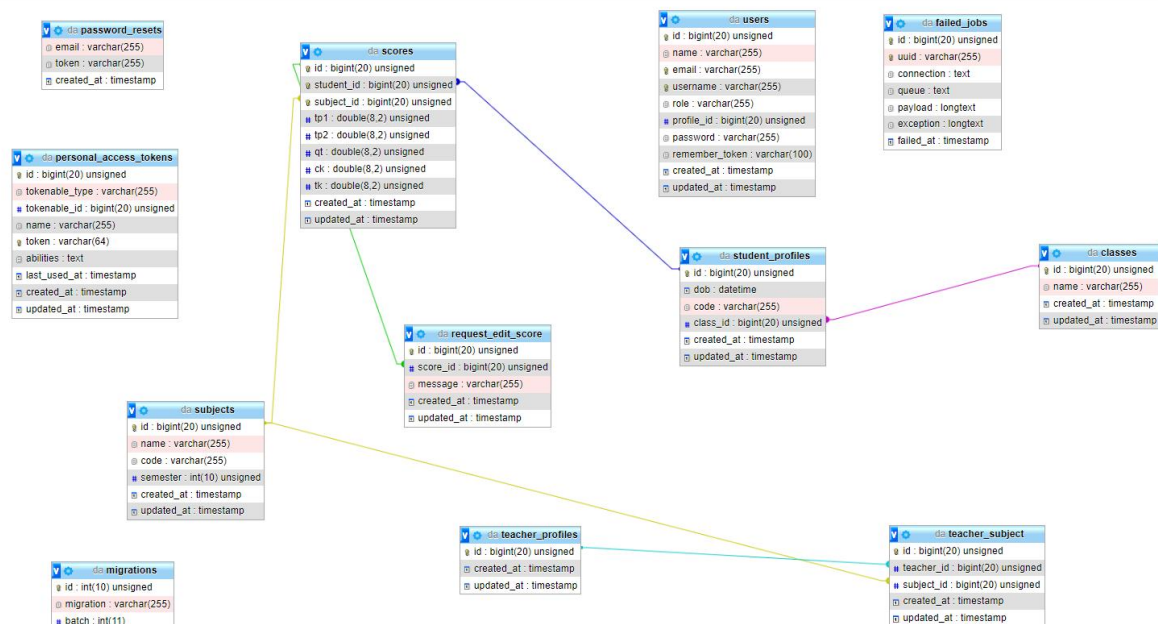 da password_resets
email : varchar(255)
token : varchar(255)
created_at : timestamp
da scores
id : bigint(20) unsigned
student_id : bigint(20) unsigned
subject_id : bigint(20) unsigned
tp1 : double(8,2) unsigned
tp2 : double(8,2) unsigned
qt : double(8,2) unsigned
ck : double(8,2) unsigned
tk : double(8,2) unsigned
created_at : timestamp
updated_at : timestamp
da users
id : bigint(20) unsigned
name : varchar(255)
email : varchar(255)
username : varchar(255)
role : varchar(255)
profile_id : bigint(20) unsigned
password : varchar(255)
remember_token : varchar(100)
created_at : timestamp
updated_at : timestamp
da failed_jobs
id : bigint(20) unsigned
uuid : varchar(255)
connection : text
queue : text
payload : longtext
exception : longtext
failed_at : timestamp
da personal_access_tokens
id : bigint(20) unsigned
tokenable_type : varchar(255)
tokenable_id : bigint(20) unsigned
name : varchar(255)
token : varchar(64)
abilities : text
last_used_at : timestamp
created_at : timestamp
updated_at : timestamp
da student_profiles
id : bigint(20) unsigned
dob : datetime
code : varchar(255)
class_id : bigint(20) unsigned
created_at : timestamp
updated_at : timestamp
da classes
id : bigint(20) unsigned
name : varchar(255)
created_at : timestamp
updated_at : timestamp
da request_edit_score
id : bigint(20) unsigned
score_id : bigint(20) unsigned
message : varchar(255)
created_at : timestamp
updated_at : timestamp
da subjects
id : bigint(20) unsigned
name : varchar(255)
code : varchar(255)
semester : int(10) unsigned
created_at : timestamp
updated_at : timestamp
da teacher_profiles
id : bigint(20) unsigned
created_at : timestamp
updated_at : timestamp
da teacher_subject
id : bigint(20) unsigned
teacher_id : bigint(20) unsigned
subject_id : bigint(20) unsigned
created_at : timestamp
updated_at : timestamp
da migrations
id : int(10) unsigned
migration : varchar(255)
batch : int(11)